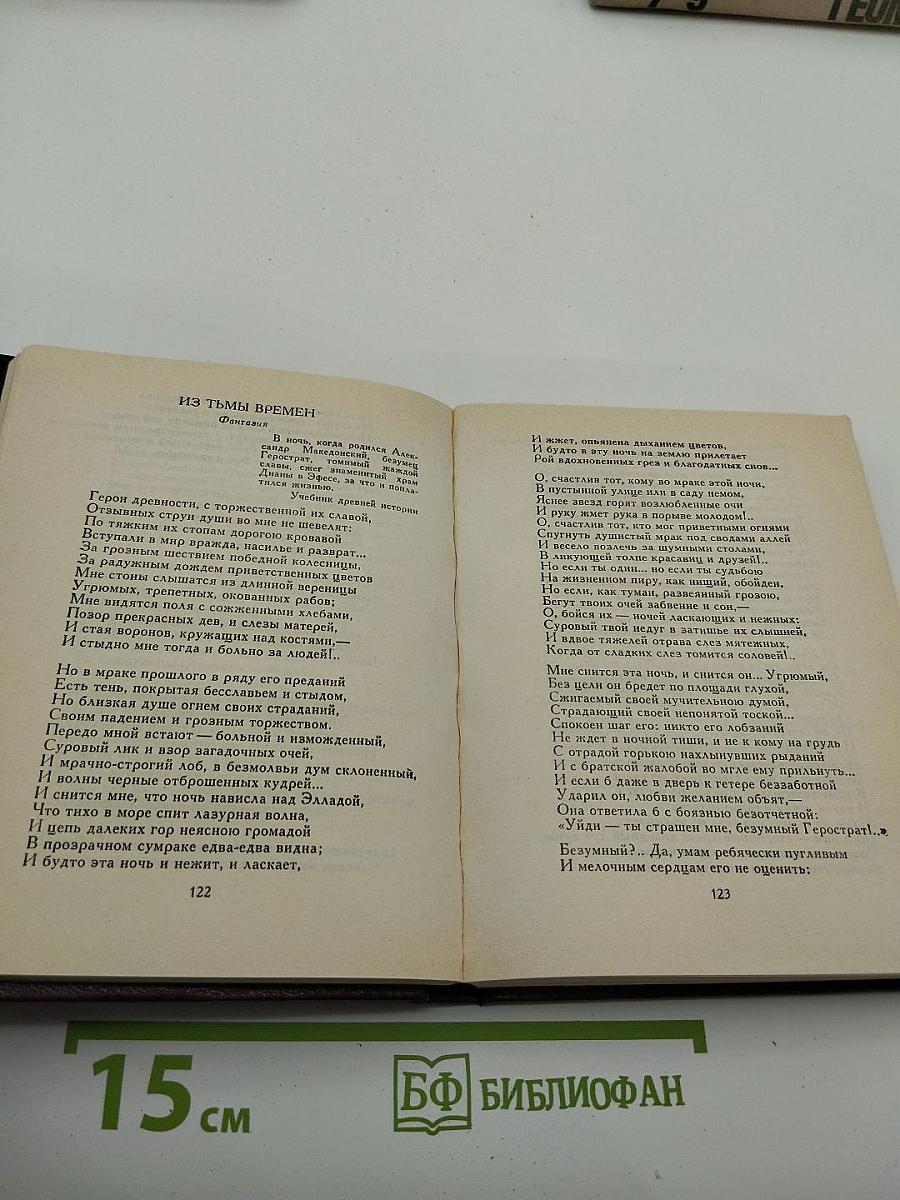 ИЗ ТЬМЫ ВРЕМЕН
Фантазия
В ночь, когда родился Алек-
сандр Македонский, безумец
Герострат, томимый жаждой
славы, сжег знаменитый храм
Дианы в Эфесе, за что и попла-
тился жизнью.
Учебник древней истории
Герои древности, с торжественной их славой,
Отзывных струн души во мне не шевелят:
По тяжким их стопам дорогою кровавой
Вступали в мир вражда, насилье и разврат...
За грозным шествием победной колесницы,
За радужным дождем приветственных цветов
Мне стоны слышатся из длинной вереницы
Угрюмых, трепетных, окованных рабов;
Мне видятся поля с сожженными хлебами,
Позор прекрасных дев, и слезы матерей,
И стая воронов, кружащих над костями,—
И стыдно мне тогда и больно за людей!..
Но в мраке прошлого в ряду его преданий
Есть тень, покрытая бесславьем и стыдом,
Но близкая душе огнем своих страданий,
Своим падением и грозным торжеством.
Передо мной встают — больной и изможденный,
Суровый лик и взор загадочных очей,
И мрачно-строгий лоб, в безмолвьи дум склоненный,
И волны черные отброшенных кудрей...
И снится мне, что ночь нависла над Элладой,
Что тихо в море спит лазурная волна,
И цепь далеких гор неясною громадой
В прозрачном сумраке едва-едва видна;
И будто эта ночь и нежит, и ласкает,
122
И жжет, опьянена дыханием цветов,
И будто в эту ночь на землю прилетает
Рой вдохновенных грез и благодатных снов...
О, счастлив тот, кому во мраке этой ночи,
В пустынной улице или в саду немом,
Яснее звезд горят возлюбленные очи
И руку жмет рука в порыве молодом!..
О, счастлив тот, кто мог приветными огнями
Спугнуть душистый мрак под сводами аллей
И весело возлечь за шумными столами,
В ликующей толпе красавиц и друзей!..
Но если ты один... но если ты судьбою
На жизненном пиру, как нищий, обойден,
Но если, как туман, развеянный грозою,
Бегут твоих очей забвение и сон,—
О, бойся их — ночей ласкающих и нежных:
Суровый твой недуг в затишье их слышней,
И вдвое тяжелей отрава слез мятежных,
Когда от сладких слез томится соловей!..
Мне снится эта ночь, и снится он... Угрюмый,
Без цели он бредет по площади глухой,
Сжигаемый своей мучительною думой,
Страдающий своей непонятой тоской...
Спокоен шаг его: никто его лобзаний
Не ждет в ночной тиши, и не к кому на грудь
С отрадой горькою нахлынувших рыданий
И с братской жалобой во мгле ему прильнуть...
И если б даже в дверь к гетере беззаботной
Ударил он, любви желанием объят,—
Она ответила б с боязнью безотчетной:
«Уйди — ты страшен мне, безумный Герострат!..»
Безумный?.. Да, умам ребячески пугливым
И мелочным сердцам его не оценить:
123
15 СМ
БФ БИБЛИОФАН